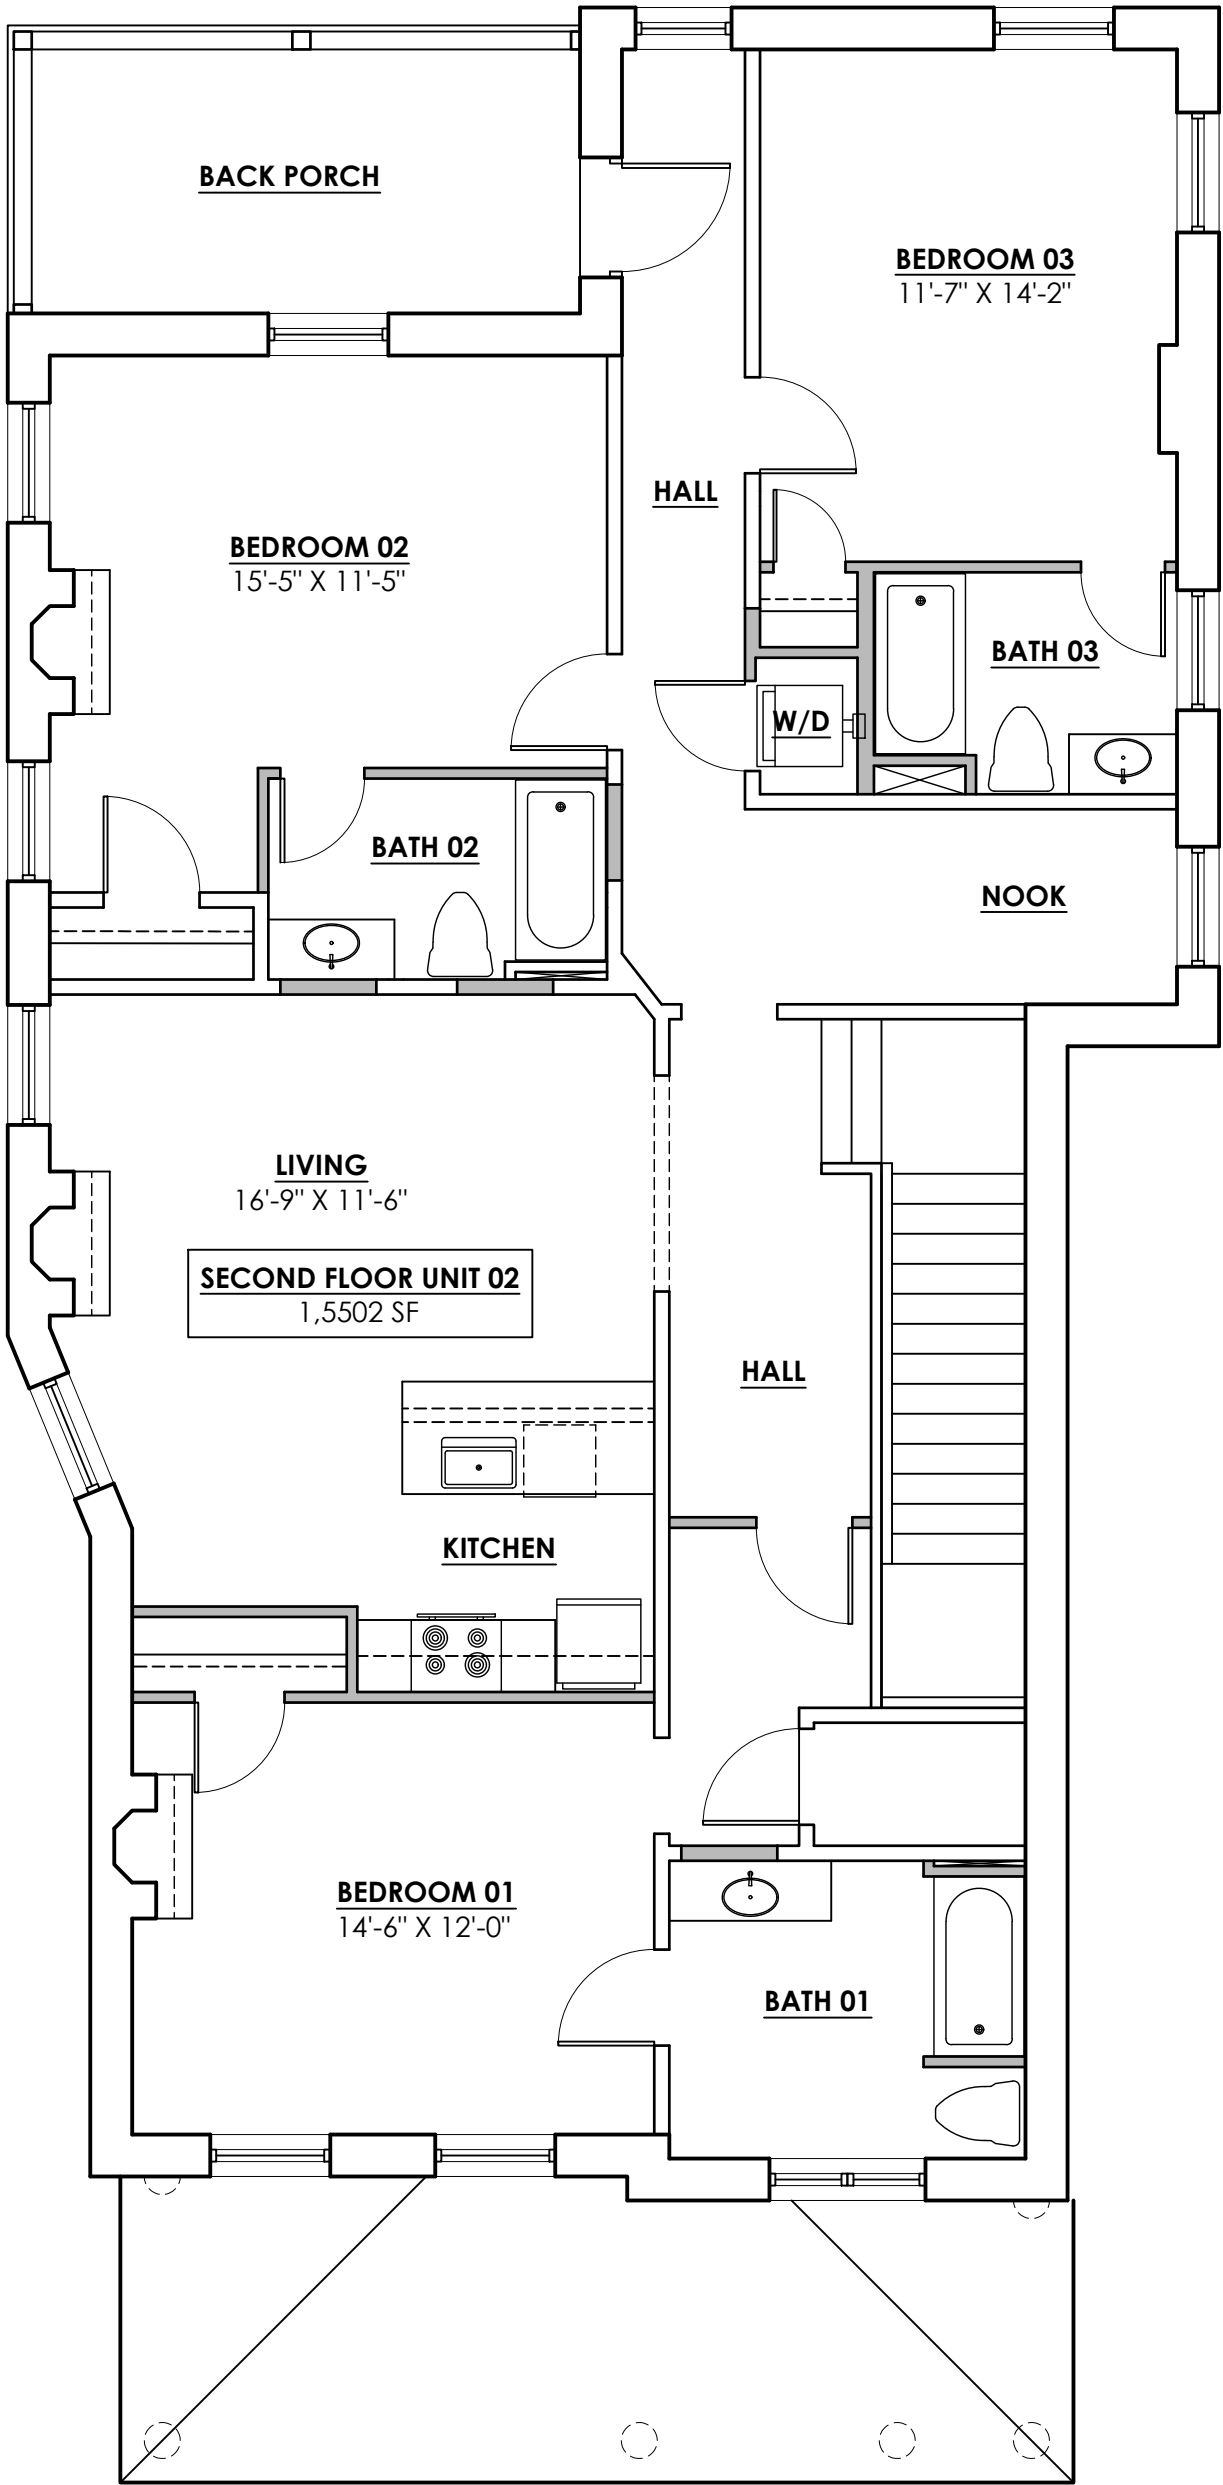 BACK PORCH
BEDROOM 03
11'-7" X 14'-2"
HALL
BEDROOM 02
15'-5" X 11'-5"
BATH 03
W/D
BATH 02
NOOK
LIVING
16'-9" X 11'-6"
SECOND FLOOR UNIT 02
1,5502 SF
HALL
KITCHEN
BEDROOM 01
14'-6" X 12'-0"
BATH 01